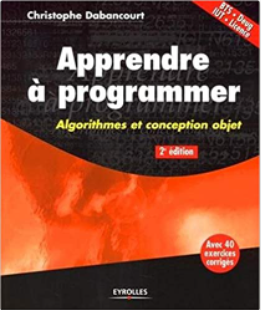 Christophe Dabancourt
BTS • Deug
IUT • Licence
Apprendre
à programmer
Algorithmes et conception objet
2e édition
Avec 40
exercices
corrigés
EYROLLES